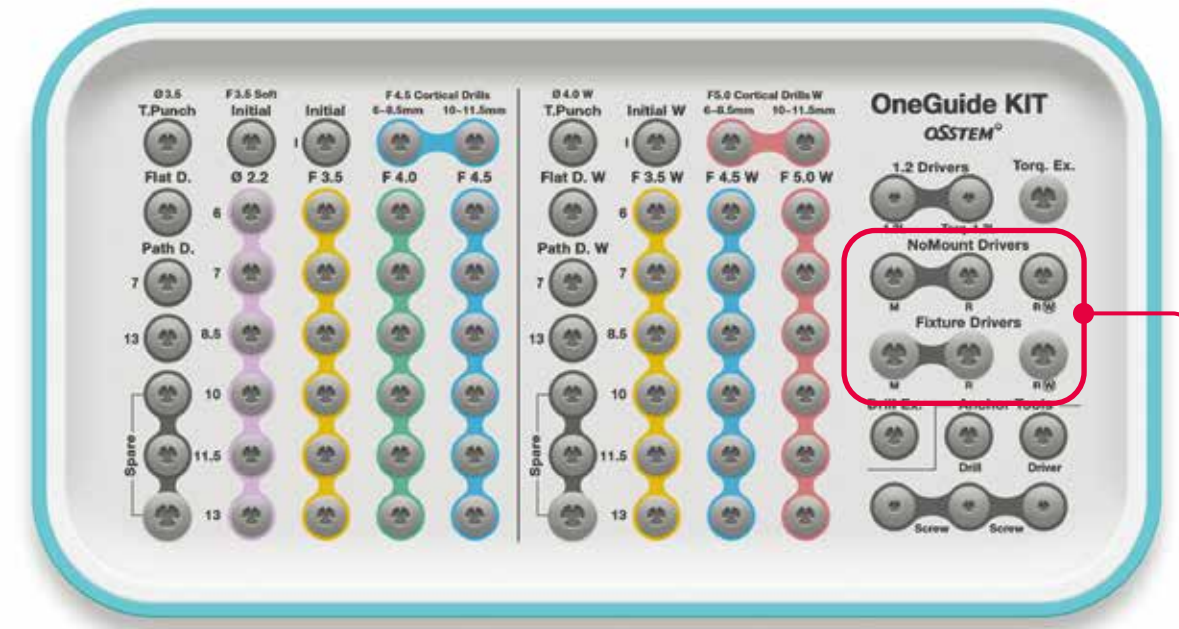 Ø3.5 F3.5 Soft F4.5 Cortical Drills
T.Punch Initial Initial 6~8.5mm 10~11.5mm
I
Flat D. Ø 2.2 F 3.5 F 4.0 F 4.5
6
Path D.
7 7
13 8.5
10
Spare 11.5
13
Ø4.0 W F5.0 Cortical Drills W
T.Punch Initial W 6~8.5mm 10~11.5mm
I
Flat D. W F 3.5 W F 4.5 W F 5.0 W
6
Path D. W
7 7
13 8.5
10
Spare 11.5
13
OneGuide KIT
OSSTEM
1.2 Drivers Torq. Ex.
NoMount Drivers
M R R W
Fixture Drivers
M R R W
Drill Ex. Anchor Tools
Drill Driver
Screw Screw